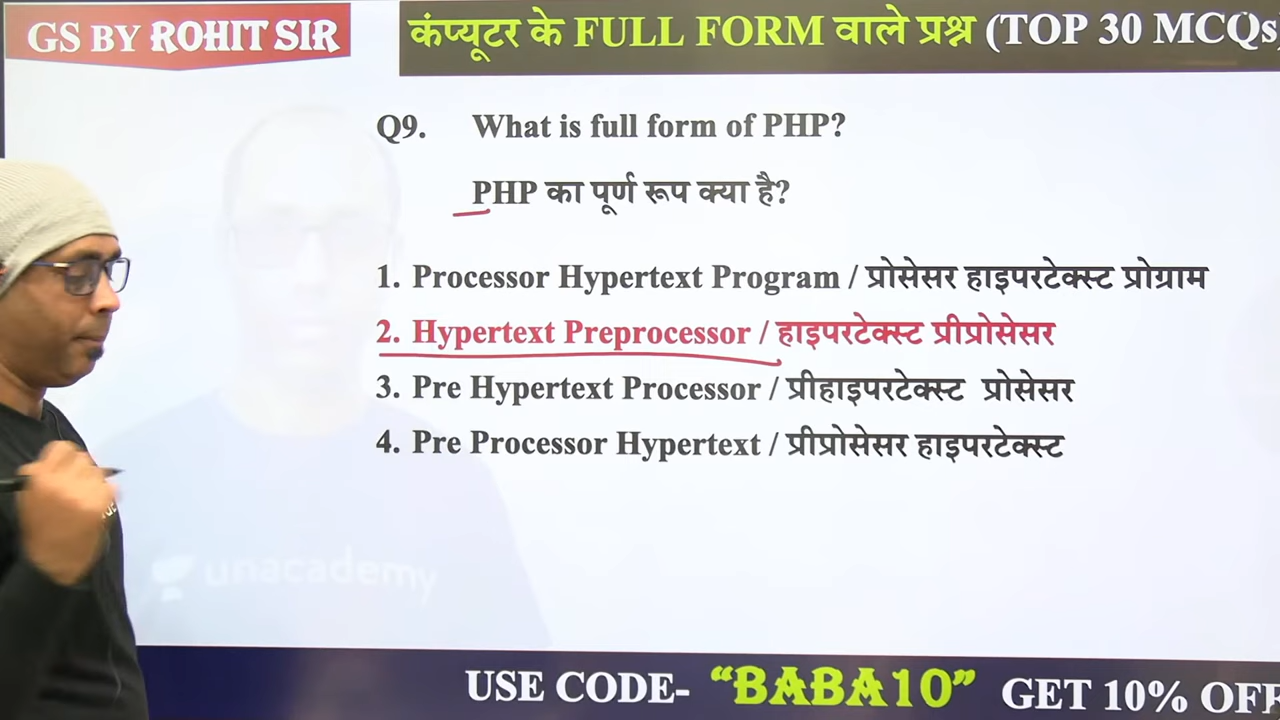 GS BY ROHIT SIR
कंप्यूटर के FULL FORM वाले प्रश्न (TOP 30 MCQs)
Q9. What is full form of PHP?
PHP का पूर्ण रूप क्या है?
1. Processor Hypertext Program / प्रोसेसर हाइपरटेक्स्ट प्रोग्राम
2. Hypertext Preprocessor / हाइपरटेक्स्ट प्रीप्रोसेसर
3. Pre Hypertext Processor / प्रीहाइपरटेक्स्ट प्रोसेसर
4. Pre Processor Hypertext / प्रीप्रोसेसर हाइपरटेक्स्ट
unacademy
USE CODE- “BABA10” GET 10% OFF